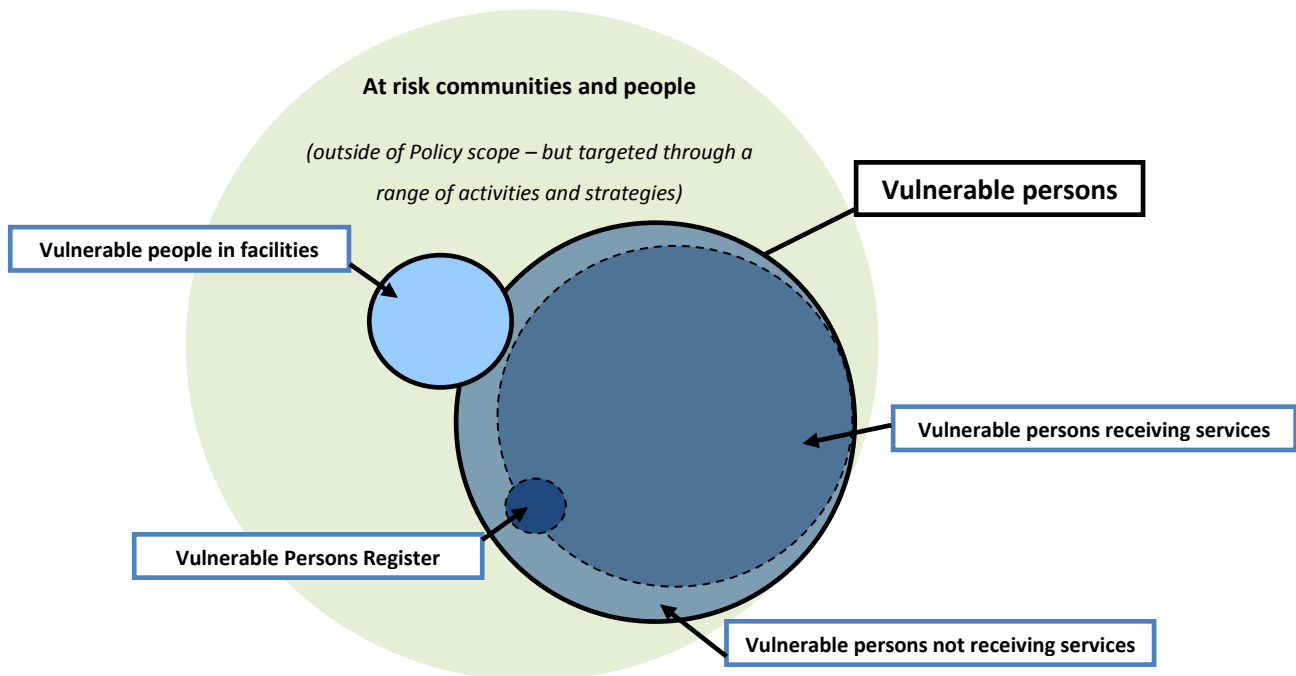 At risk communities and people
(outside of Policy scope – but targeted through a
range of activities and strategies)
Vulnerable persons
Vulnerable people in facilities
Vulnerable persons receiving services
Vulnerable Persons Register
Vulnerable persons not receiving services